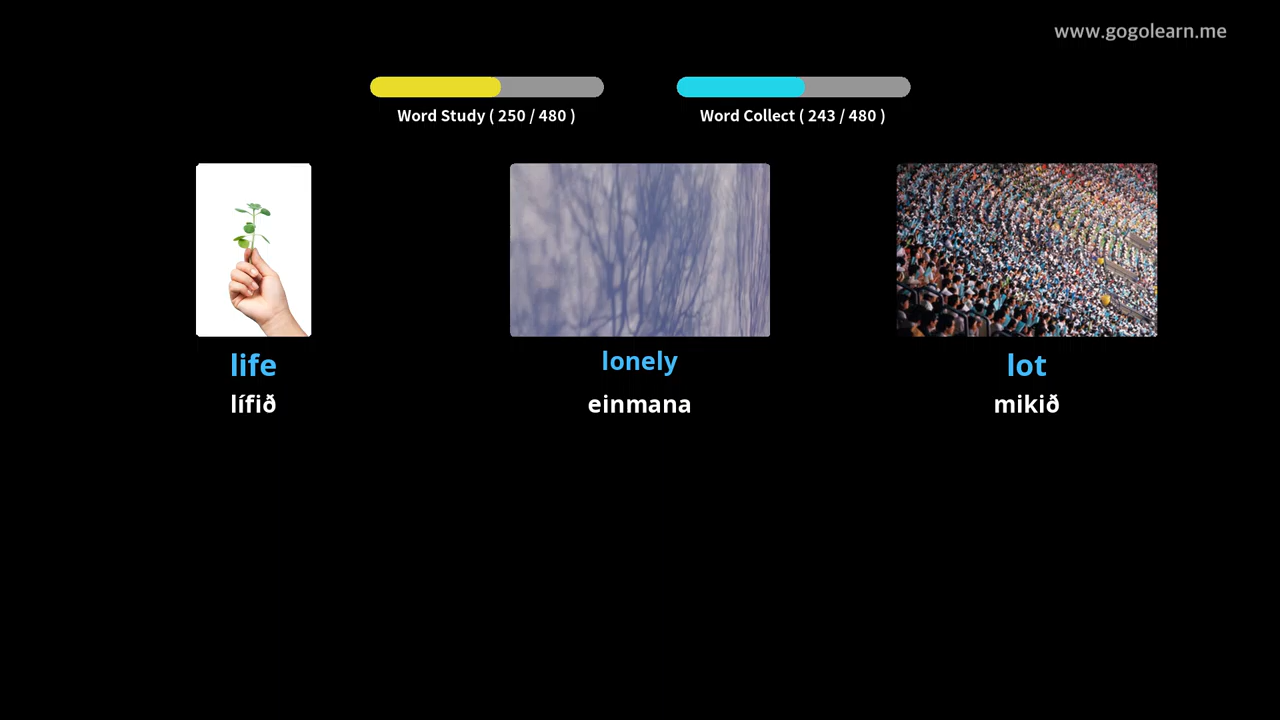 www.gogolearn.me
Word Study ( 250 / 480 )
Word Collect ( 243 / 480 )
life
lonely
lot
lífið
einmana
mikið